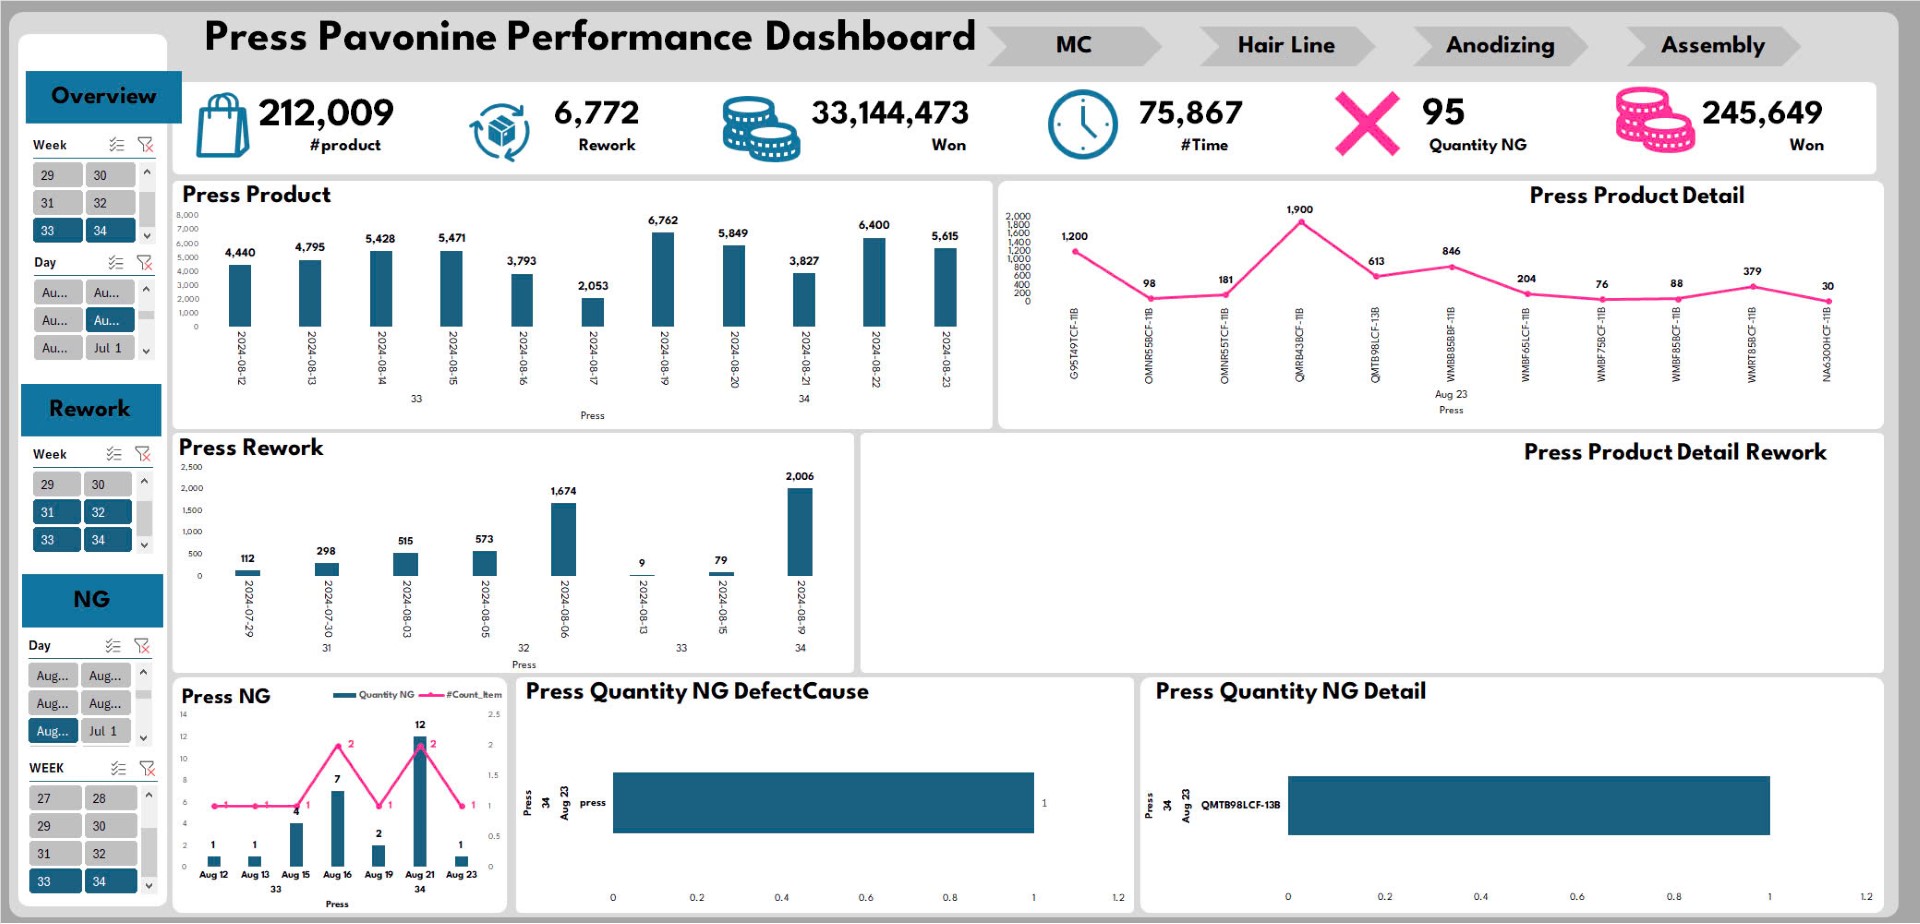 Press Pavonine Performance Dashboard
MC
Hair Line
Anodizing
Assembly
Overview
212,009
#product
6,772
Rework
33,144,473
Won
75,867
#Time
95
Quantity NG
245,649
Won
Week
29 30
31 32
33 34
Day
Au... Au...
Au... Au...
Au... Jul 1
Rework
Week
29 30
31 32
33 34
NG
Day
Aug... Aug...
Aug... Aug...
Aug... Jul 1
WEEK
27 28
29 30
31 32
33 34
Press Product
8,000
7,000
6,000
5,000
4,000
3,000
2,000
1,000
0
4,440
4,795
5,428
5,471
3,793
2,053
6,762
5,849
3,827
6,400
5,615
2024-08-12
2024-08-13
2024-08-14
2024-08-15
2024-08-16
2024-08-17
2024-08-19
2024-08-20
2024-08-21
2024-08-22
2024-08-23
33
34
Press
Press Product Detail
2,000
1,800
1,600
1,400
1,200
1,000
800
600
400
200
0
1,200
98
181
1,900
613
846
204
76
88
379
30
G95T49TCF-11B
OMNR55BCF-11B
OMNR55TCF-11B
QMRB43BCF-11B
QMTB98LCF-13B
WMBB85BBF-11B
WMBF65LCF-11B
WMBF75BCF-11B
WMBF85BCF-11B
WMRT85BCF-11B
NA6300HCF-11B
Aug 23
Press
Press Rework
2,500
2,000
1,500
1,000
500
0
112
298
515
573
1,674
9
79
2,006
2024-07-29
2024-07-30
2024-08-03
2024-08-05
2024-08-06
2024-08-13
2024-08-15
2024-08-19
31
32
33
34
Press
Press Product Detail Rework
Press NG
Quantity NG
#Count_Item
14
12
10
8
6
4
2
0
2.5
2
1.5
1
0.5
0
1
1
4
7
2
12
1
1
1
1
2
1
2
1
Aug 12
Aug 13
Aug 15
Aug 16
Aug 19
Aug 21
Aug 23
33
34
Press
Press Quantity NG DefectCause
Press
34
Aug 23
press
1
0
0.2
0.4
0.6
0.8
1
1.2
Press Quantity NG Detail
Press
34
Aug 23
QMTB98LCF-13B
0
0.2
0.4
0.6
0.8
1
1.2